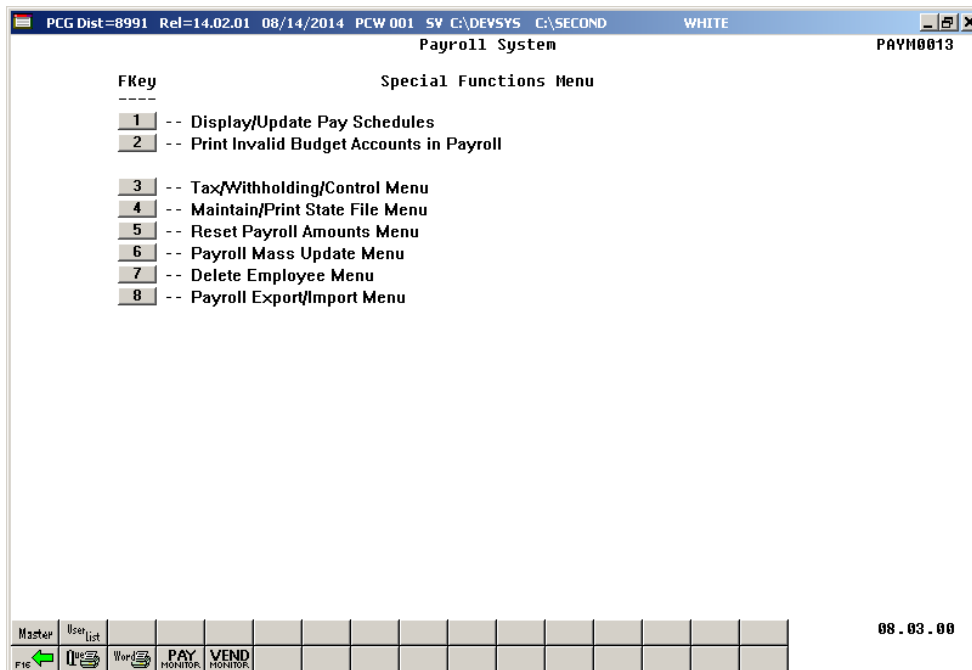 PCG Dist=8991 Rel=14.02.01 08/14/2014 PCW 001 SV C:\DEVSYS C:\SECOND WHITE
Payroll System PAYM0013
FKey Special Functions Menu
----
1 -- Display/Update Pay Schedules
2 -- Print Invalid Budget Accounts in Payroll
3 -- Tax/Withholding/Control Menu
4 -- Maintain/Print State File Menu
5 -- Reset Payroll Amounts Menu
6 -- Payroll Mass Update Menu
7 -- Delete Employee Menu
8 -- Payroll Export/Import Menu
Master User list 08.03.00
F16 Que Word PAY MONITOR VEND MONITOR